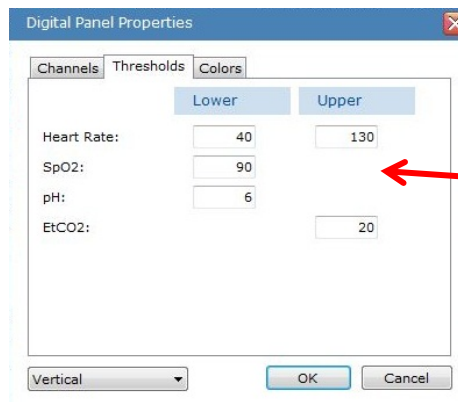 Digital Panel Properties
Channels Thresholds Colors
Lower Upper
Heart Rate: 40 130
SpO2: 90
pH: 6
EtCO2: 20
Vertical OK Cancel